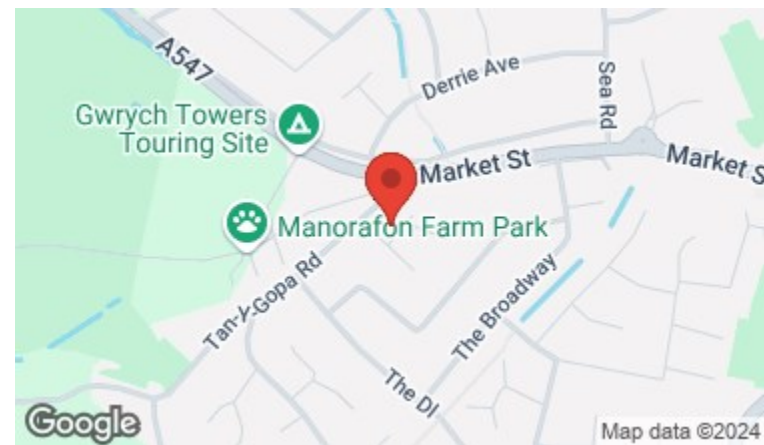 A547
Derrie Ave
Sea Rd
Gwrych Towers
Touring Site
Market St
Market S
Manorafon Farm Park
Tan-y-Gopa Rd
The Broadway
The Dl
Google
Map data ©2024